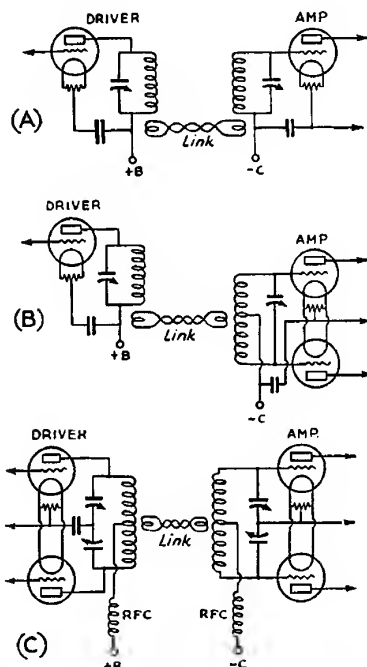 DRIVER AMP
(A)
Link
+B -C
DRIVER
AMP
(B)
Link
+B
-C
DRIVER AMP.
Link
RFC RFC
(C)
+B -C